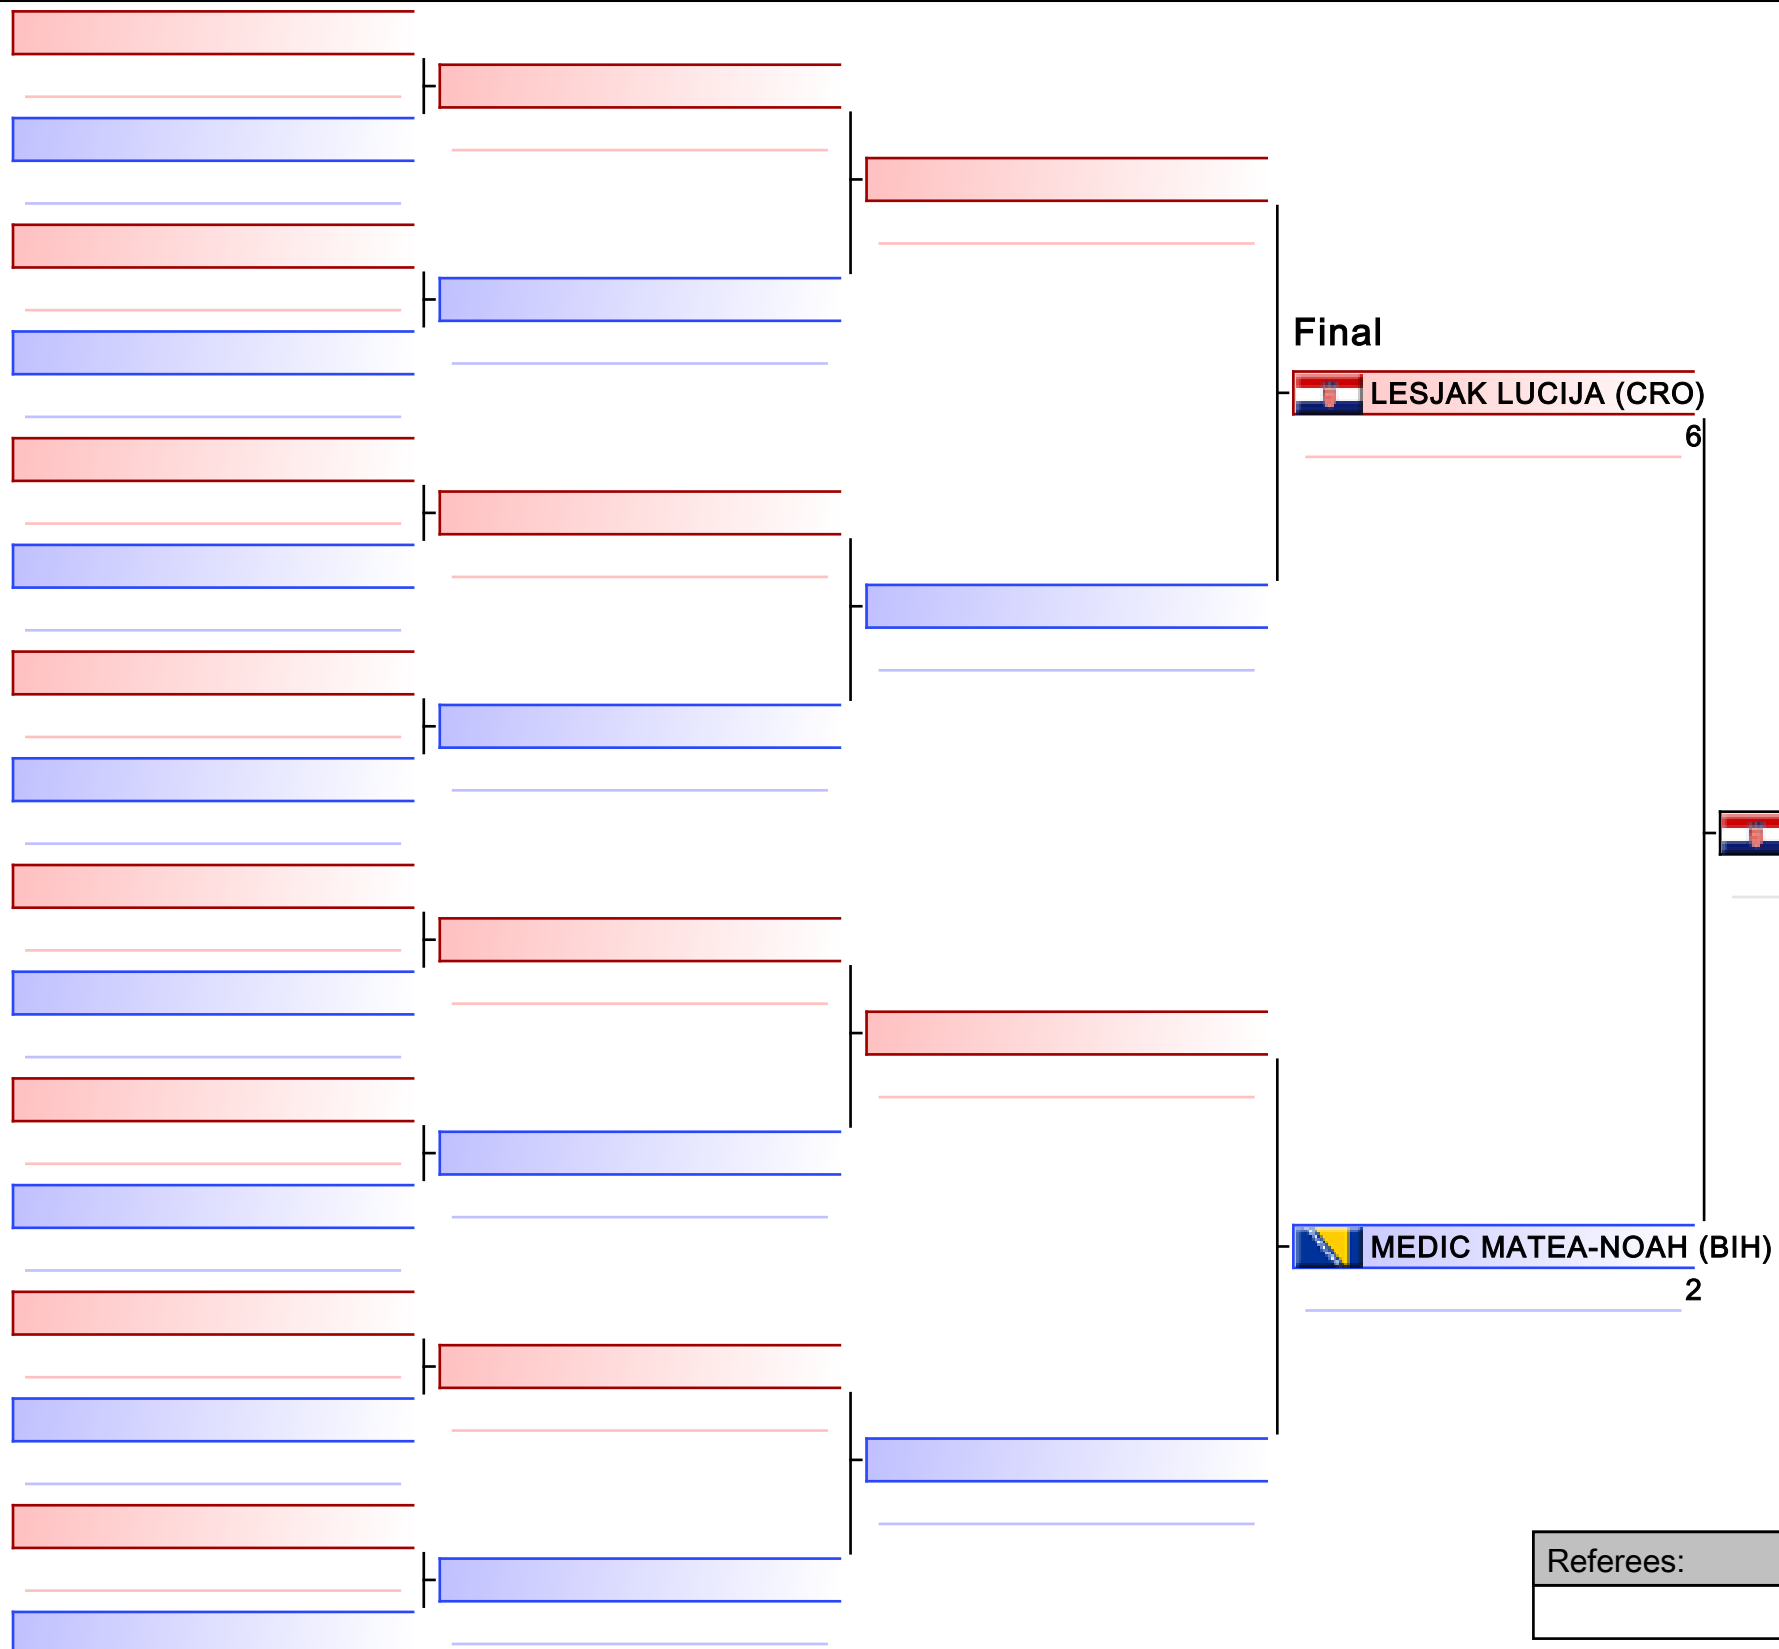 Final
LESJAK LUCIJA (CRO)
6
MEDIC MATEA-NOAH (BIH)
2
Referees: